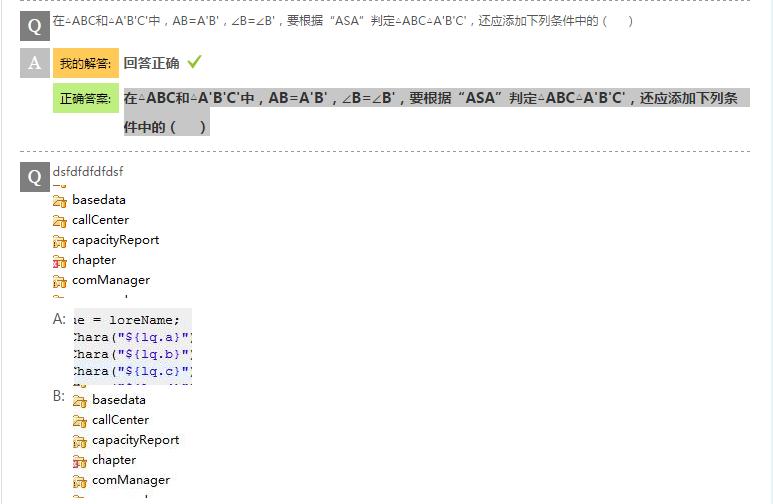 Q 在△ABC和△A'B'C'中，AB=A'B'，∠B=∠B'，要根据“ASA”判定△ABC△A'B'C'，还应添加下列条件中的（ ）
A 我的解答: 回答正确
正确答案: 在△ABC和△A'B'C'中，AB=A'B'，∠B=∠B'，要根据“ASA”判定△ABC△A'B'C'，还应添加下列条
件中的（ ）
Q dsfdfdfdfdsf
basedata
callCenter
capacityReport
chapter
comManager
A: ue = loreName;
Chara("${lq.a}")
Chara("${lq.b}")
Chara("${lq.c}")
B: basedata
callCenter
capacityReport
chapter
comManager